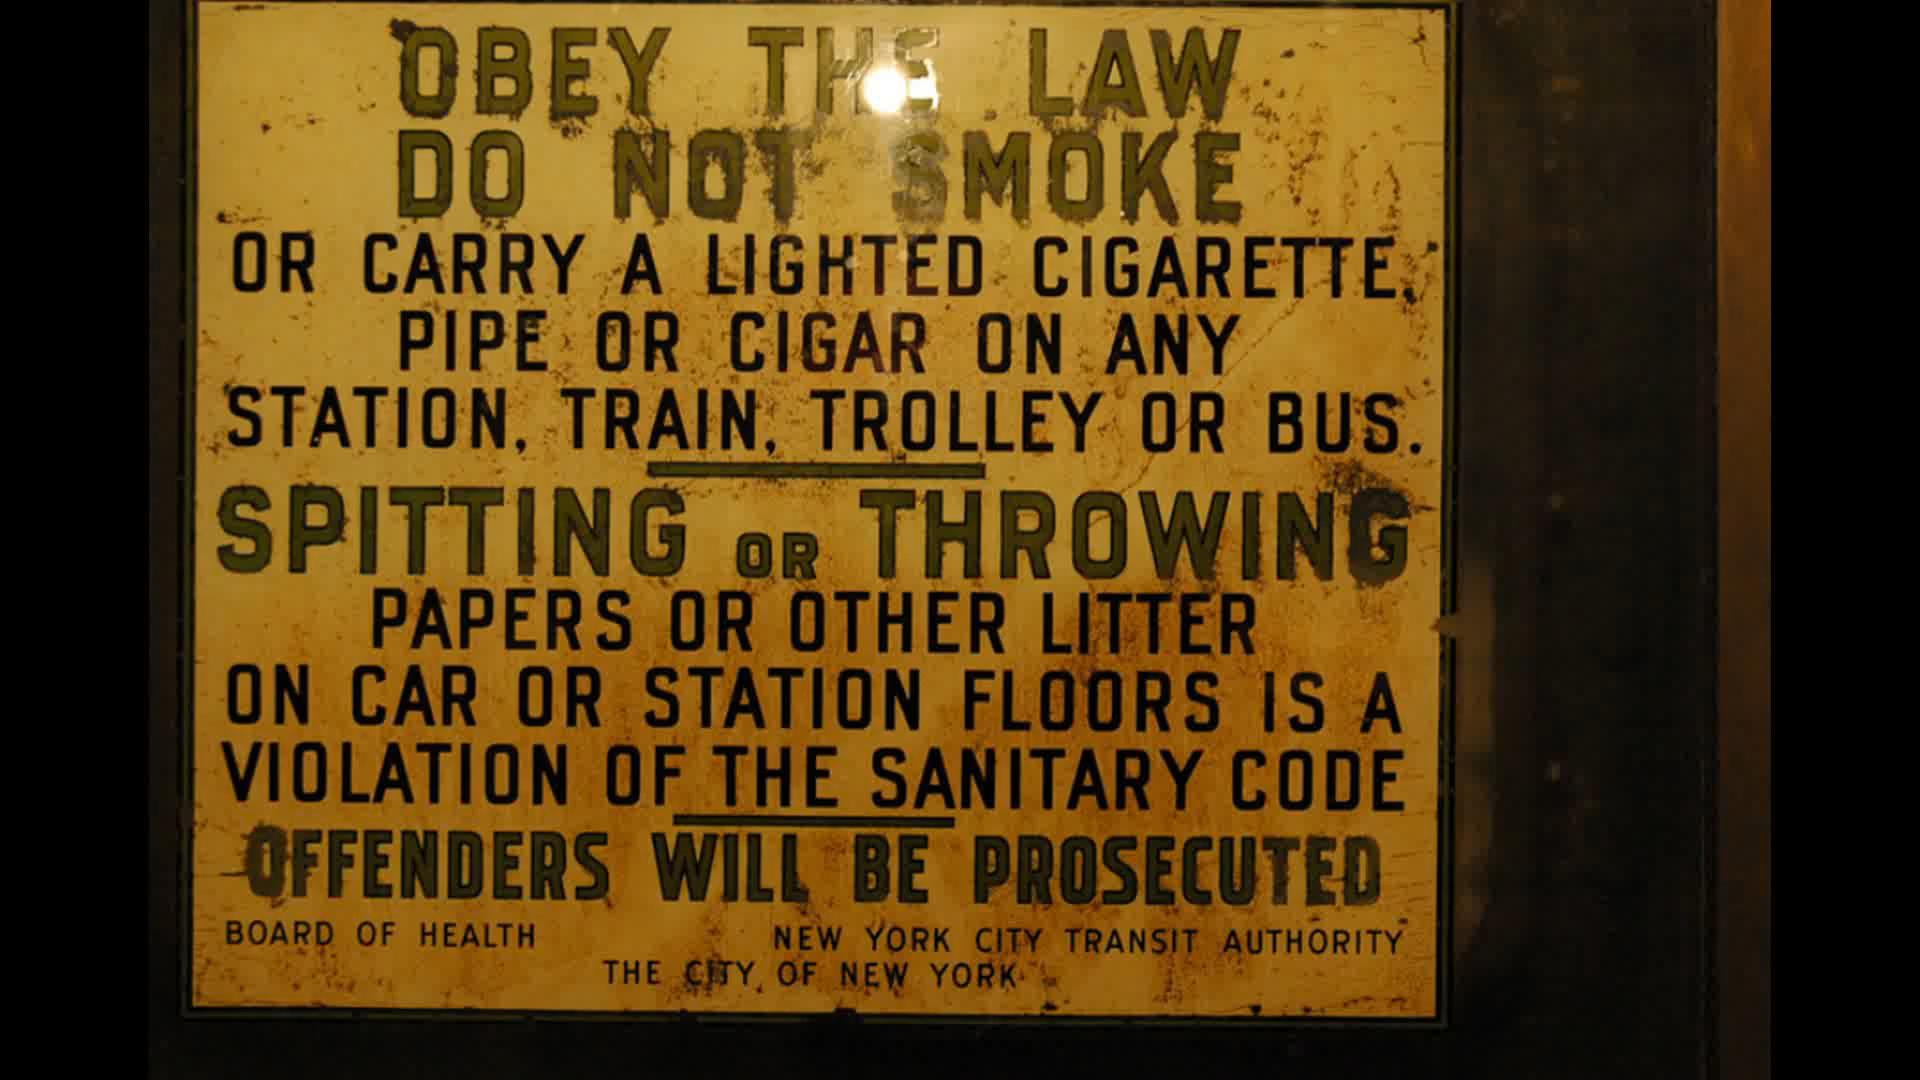 OBEY THE LAW
DO NOT SMOKE
OR CARRY A LIGHTED CIGARETTE,
PIPE OR CIGAR ON ANY
STATION, TRAIN, TROLLEY OR BUS.
SPITTING OR THROWING
PAPERS OR OTHER LITTER
ON CAR OR STATION FLOORS IS A
VIOLATION OF THE SANITARY CODE
OFFENDERS WILL BE PROSECUTED
BOARD OF HEALTH NEW YORK CITY TRANSIT AUTHORITY
THE CITY OF NEW YORK